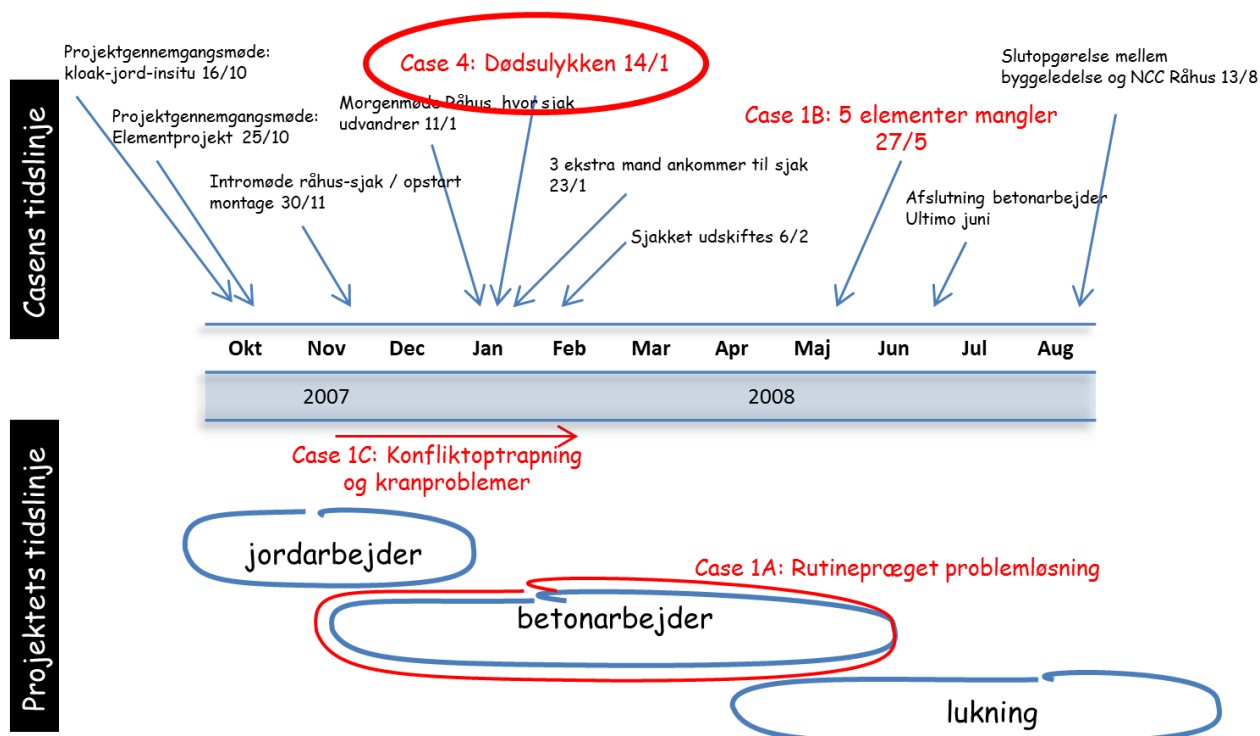 Casens tidslinje
Projektgennemgangsmøde:
kloak-jord-insitu 16/10
Projektgennemgangsmøde:
Elementprojekt 25/10
Intromøde råhus-sjak / opstart
montage 30/11
Case 4: Dødsulykken 14/1
Morgenmøde Råhus, hvor sjak
udvandrer 11/1
3 ekstra mand ankommer til sjak
23/1
Sjakket udskiftes 6/2
Case 1B: 5 elementer mangler
27/5
Afslutning betonarbejder
Ultimo juni
Slutopgørelse mellem
byggeledelse og NCC Råhus 13/8
Okt Nov Dec Jan Feb Mar Apr Maj Jun Jul Aug
2007 2008
Projektets tidslinje
Case 1C: Konfliktoptrapning
og kranproblemer
jordarbejder
Case 1A: Rutinepræget problemløsning
betonarbejder
lukning